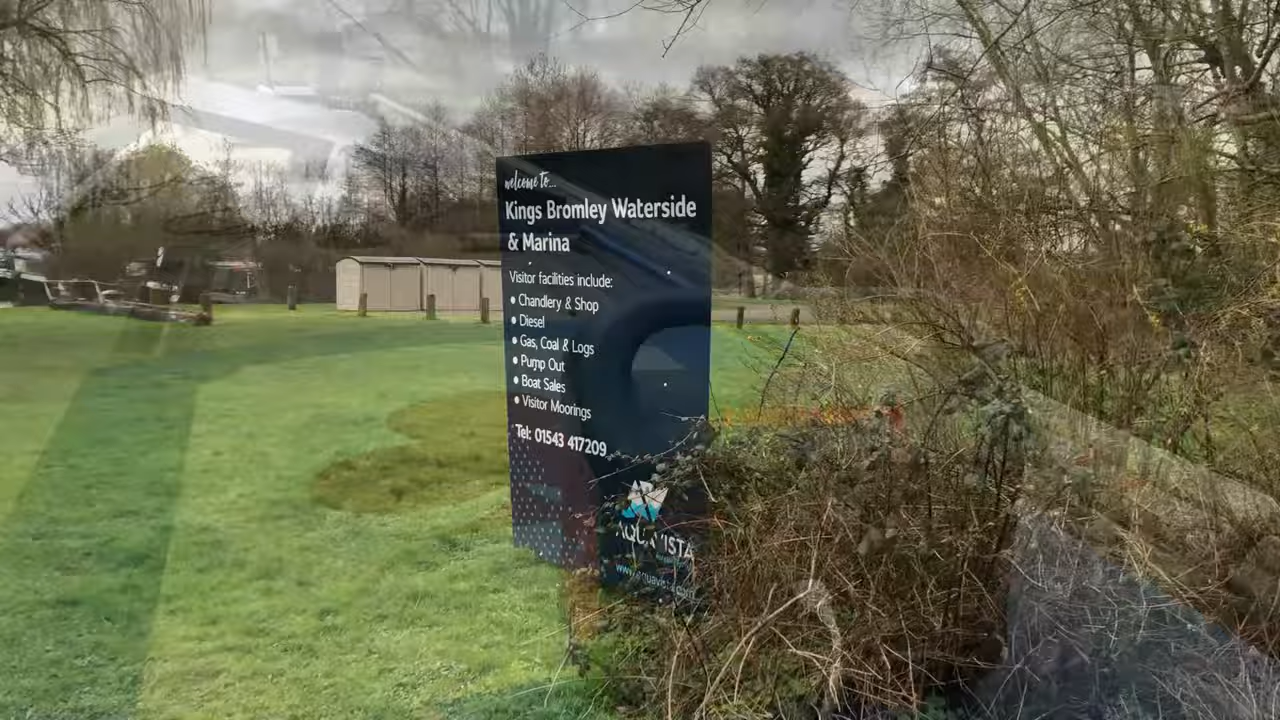 welcome to...
Kings Bromley Waterside
& Marina
Visitor facilities include:
• Chandlery & Shop
• Diesel
• Gas, Coal & Logs
• Pump Out
• Boat Sales
• Visitor Moorings
Tel: 01543 417209
AQUAVISTA